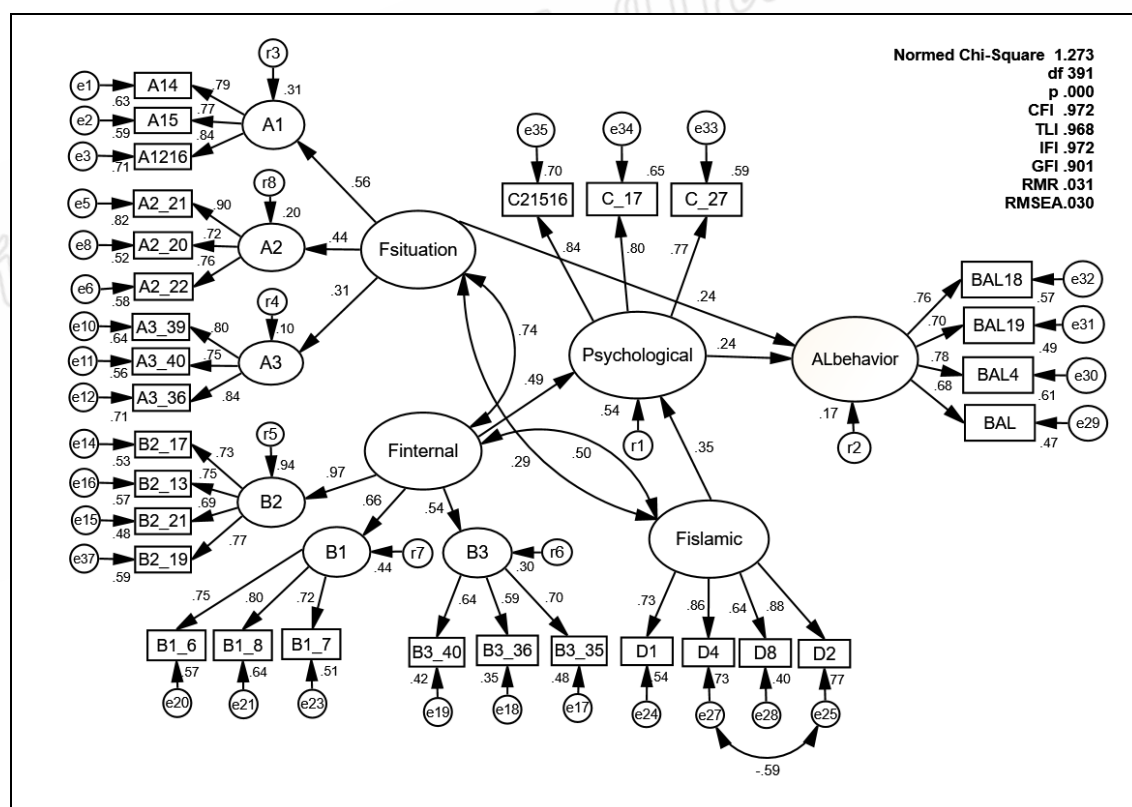 Normed Chi-Square 1.273
df 391
p .000
CFI .972
TLI .968
IFI .972
GFI .901
RMR .031
RMSEA.030
r3
e1
A14
.79
.31
.63
e2
A15
.77
A1
.59
.84
e3
A1216
.71
.56
r8
e5
A2_21
.90
.20
.82
e8
A2_20
.72
A2
.44
.52
.76
e6
A2_22
.58
Fsituation
.31
r4
e10
A3_39
.80
.10
.64
e11
A3_40
.75
A3
.56
.84
e12
A3_36
.71
e35
e34
e33
.70
.65
.59
C21516
C_17
C_27
.84
.80
.77
.24
.74
Psychological
.24
.49
.54
r1
ALbehavior
.17
r2
.76
BAL18
.57
e32
.70
BAL19
.49
e31
.78
BAL4
.61
e30
.68
BAL
.47
e29
r5
e14
B2_17
.73
.94
.53
e16
B2_13
.75
B2
.97
.57
.69
e15
B2_21
.48
.77
e37
B2_19
.59
Finternal
.66
.54
.29
.50
.35
B1
r7
.44
B3
r6
.30
Fislamic
.75
.80
.72
.64
.59
.70
.73
.86
.64
.88
B1_6
B1_8
B1_7
B3_40
B3_36
B3_35
D1
D4
D8
D2
.57
.64
.51
.42
.35
.48
.54
.73
.40
.77
e20
e21
e23
e19
e18
e17
e24
e27
e28
e25
-.59